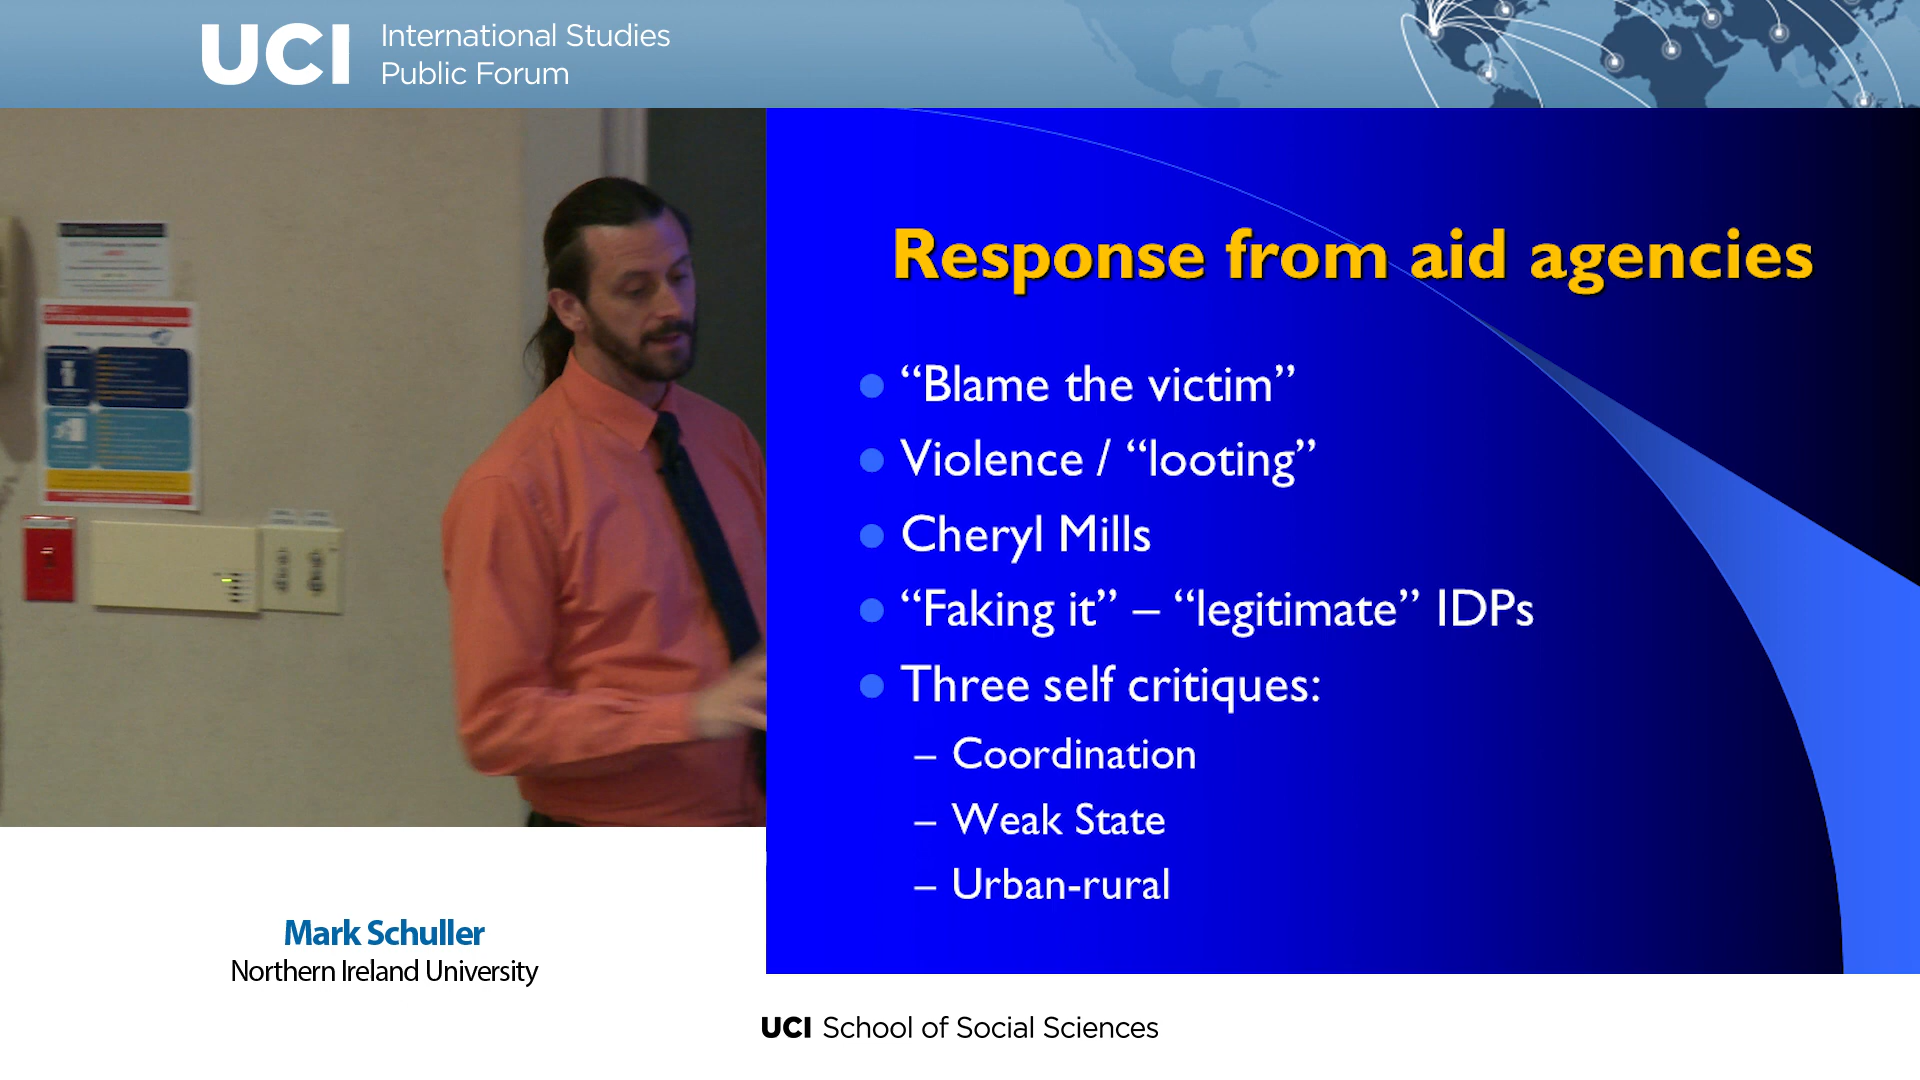 UCI International Studies
Public Forum
Response from aid agencies
“Blame the victim”
Violence / “looting”
Cheryl Mills
“Faking it” – “legitimate” IDPs
Three self critiques:
– Coordination
– Weak State
– Urban-rural
Mark Schuller
Northern Ireland University
UCI School of Social Sciences